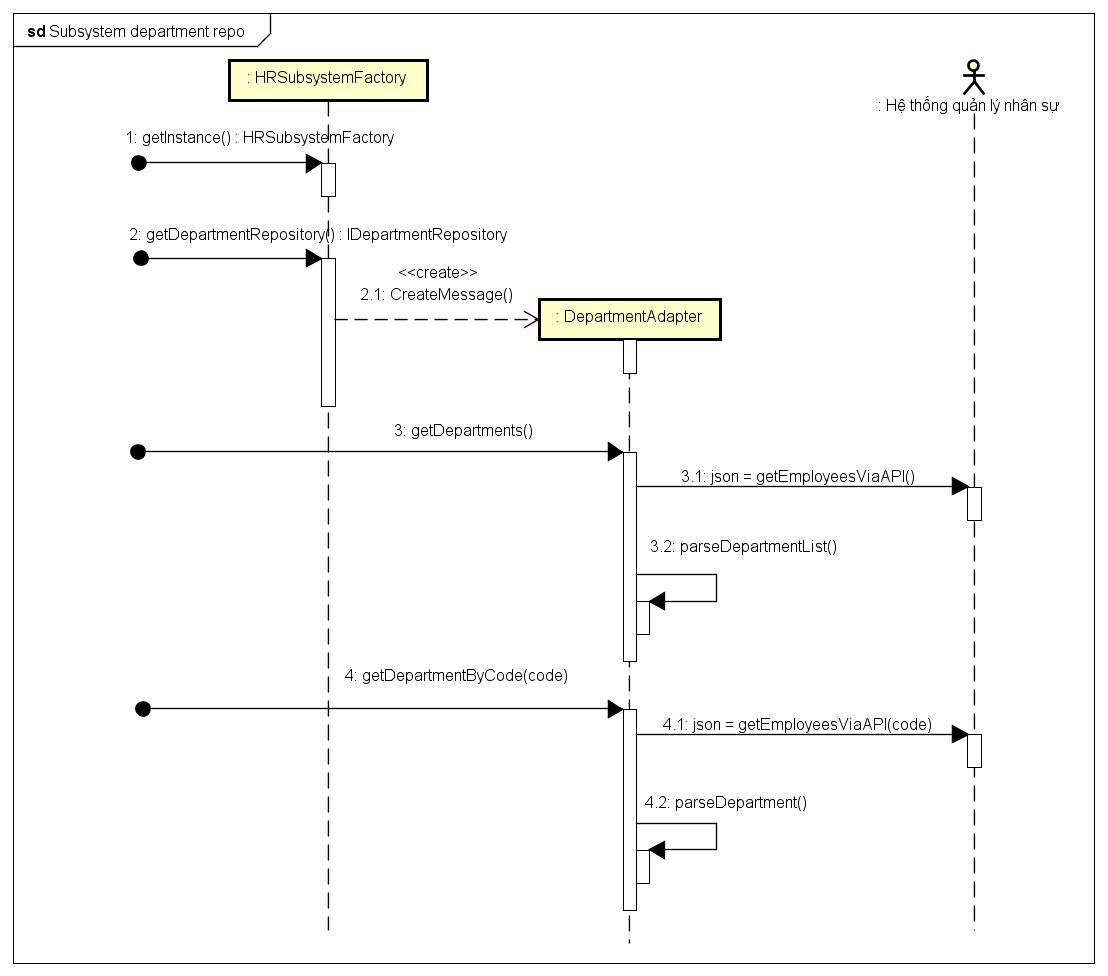 sd Subsystem department repo
: HRSubsystemFactory
: Hệ thống quản lý nhân sự
1: getInstance() : HRSubsystemFactory
2: getDepartmentRepository() : IDepartmentRepository
<<create>>
2.1: CreateMessage()
: DepartmentAdapter
3: getDepartments()
3.1: json = getEmployeesViaAPI()
3.2: parseDepartmentList()
4: getDepartmentByCode(code)
4.1: json = getEmployeesViaAPI(code)
4.2: parseDepartment()